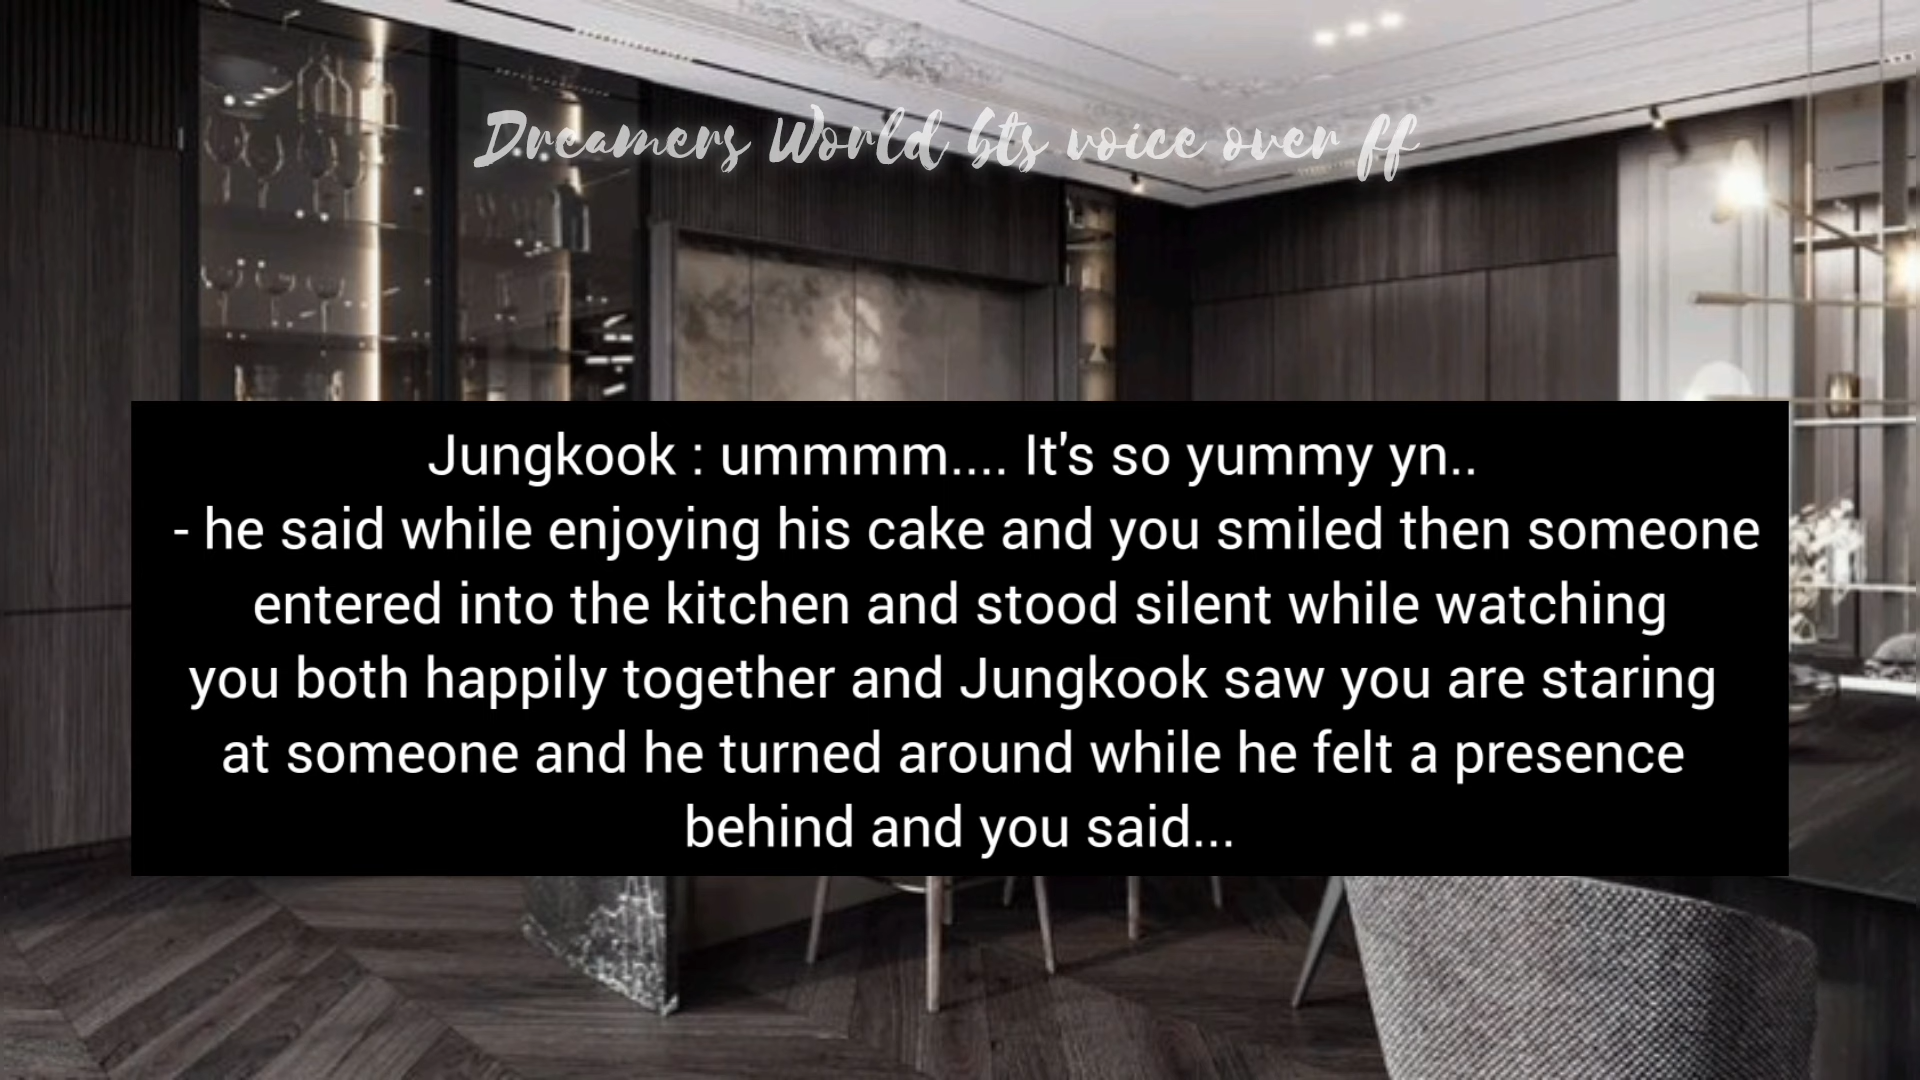 Dreamers World bts voice over ff
Jungkook : ummmm.... It's so yummy yn..
- he said while enjoying his cake and you smiled then someone
entered into the kitchen and stood silent while watching
you both happily together and Jungkook saw you are staring
at someone and he turned around while he felt a presence
behind and you said...